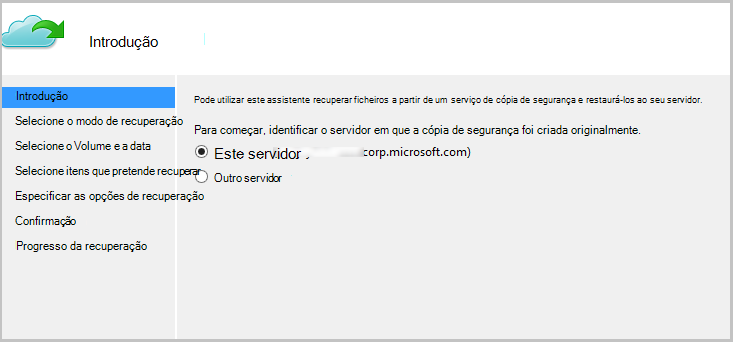 Introdução
Introdução
Selecione o modo de recuperação
Selecione o Volume e a data
Selecione itens que pretende recuperar
Especificar as opções de recuperação
Confirmação
Progresso da recuperação
Pode utilizar este assistente recuperar ficheiros a partir de um serviço de cópia de segurança e restaurá-los ao seu servidor.
Para começar, identificar o servidor em que a cópia de segurança foi criada originalmente.
Este servidor corp.microsoft.com)
Outro servidor